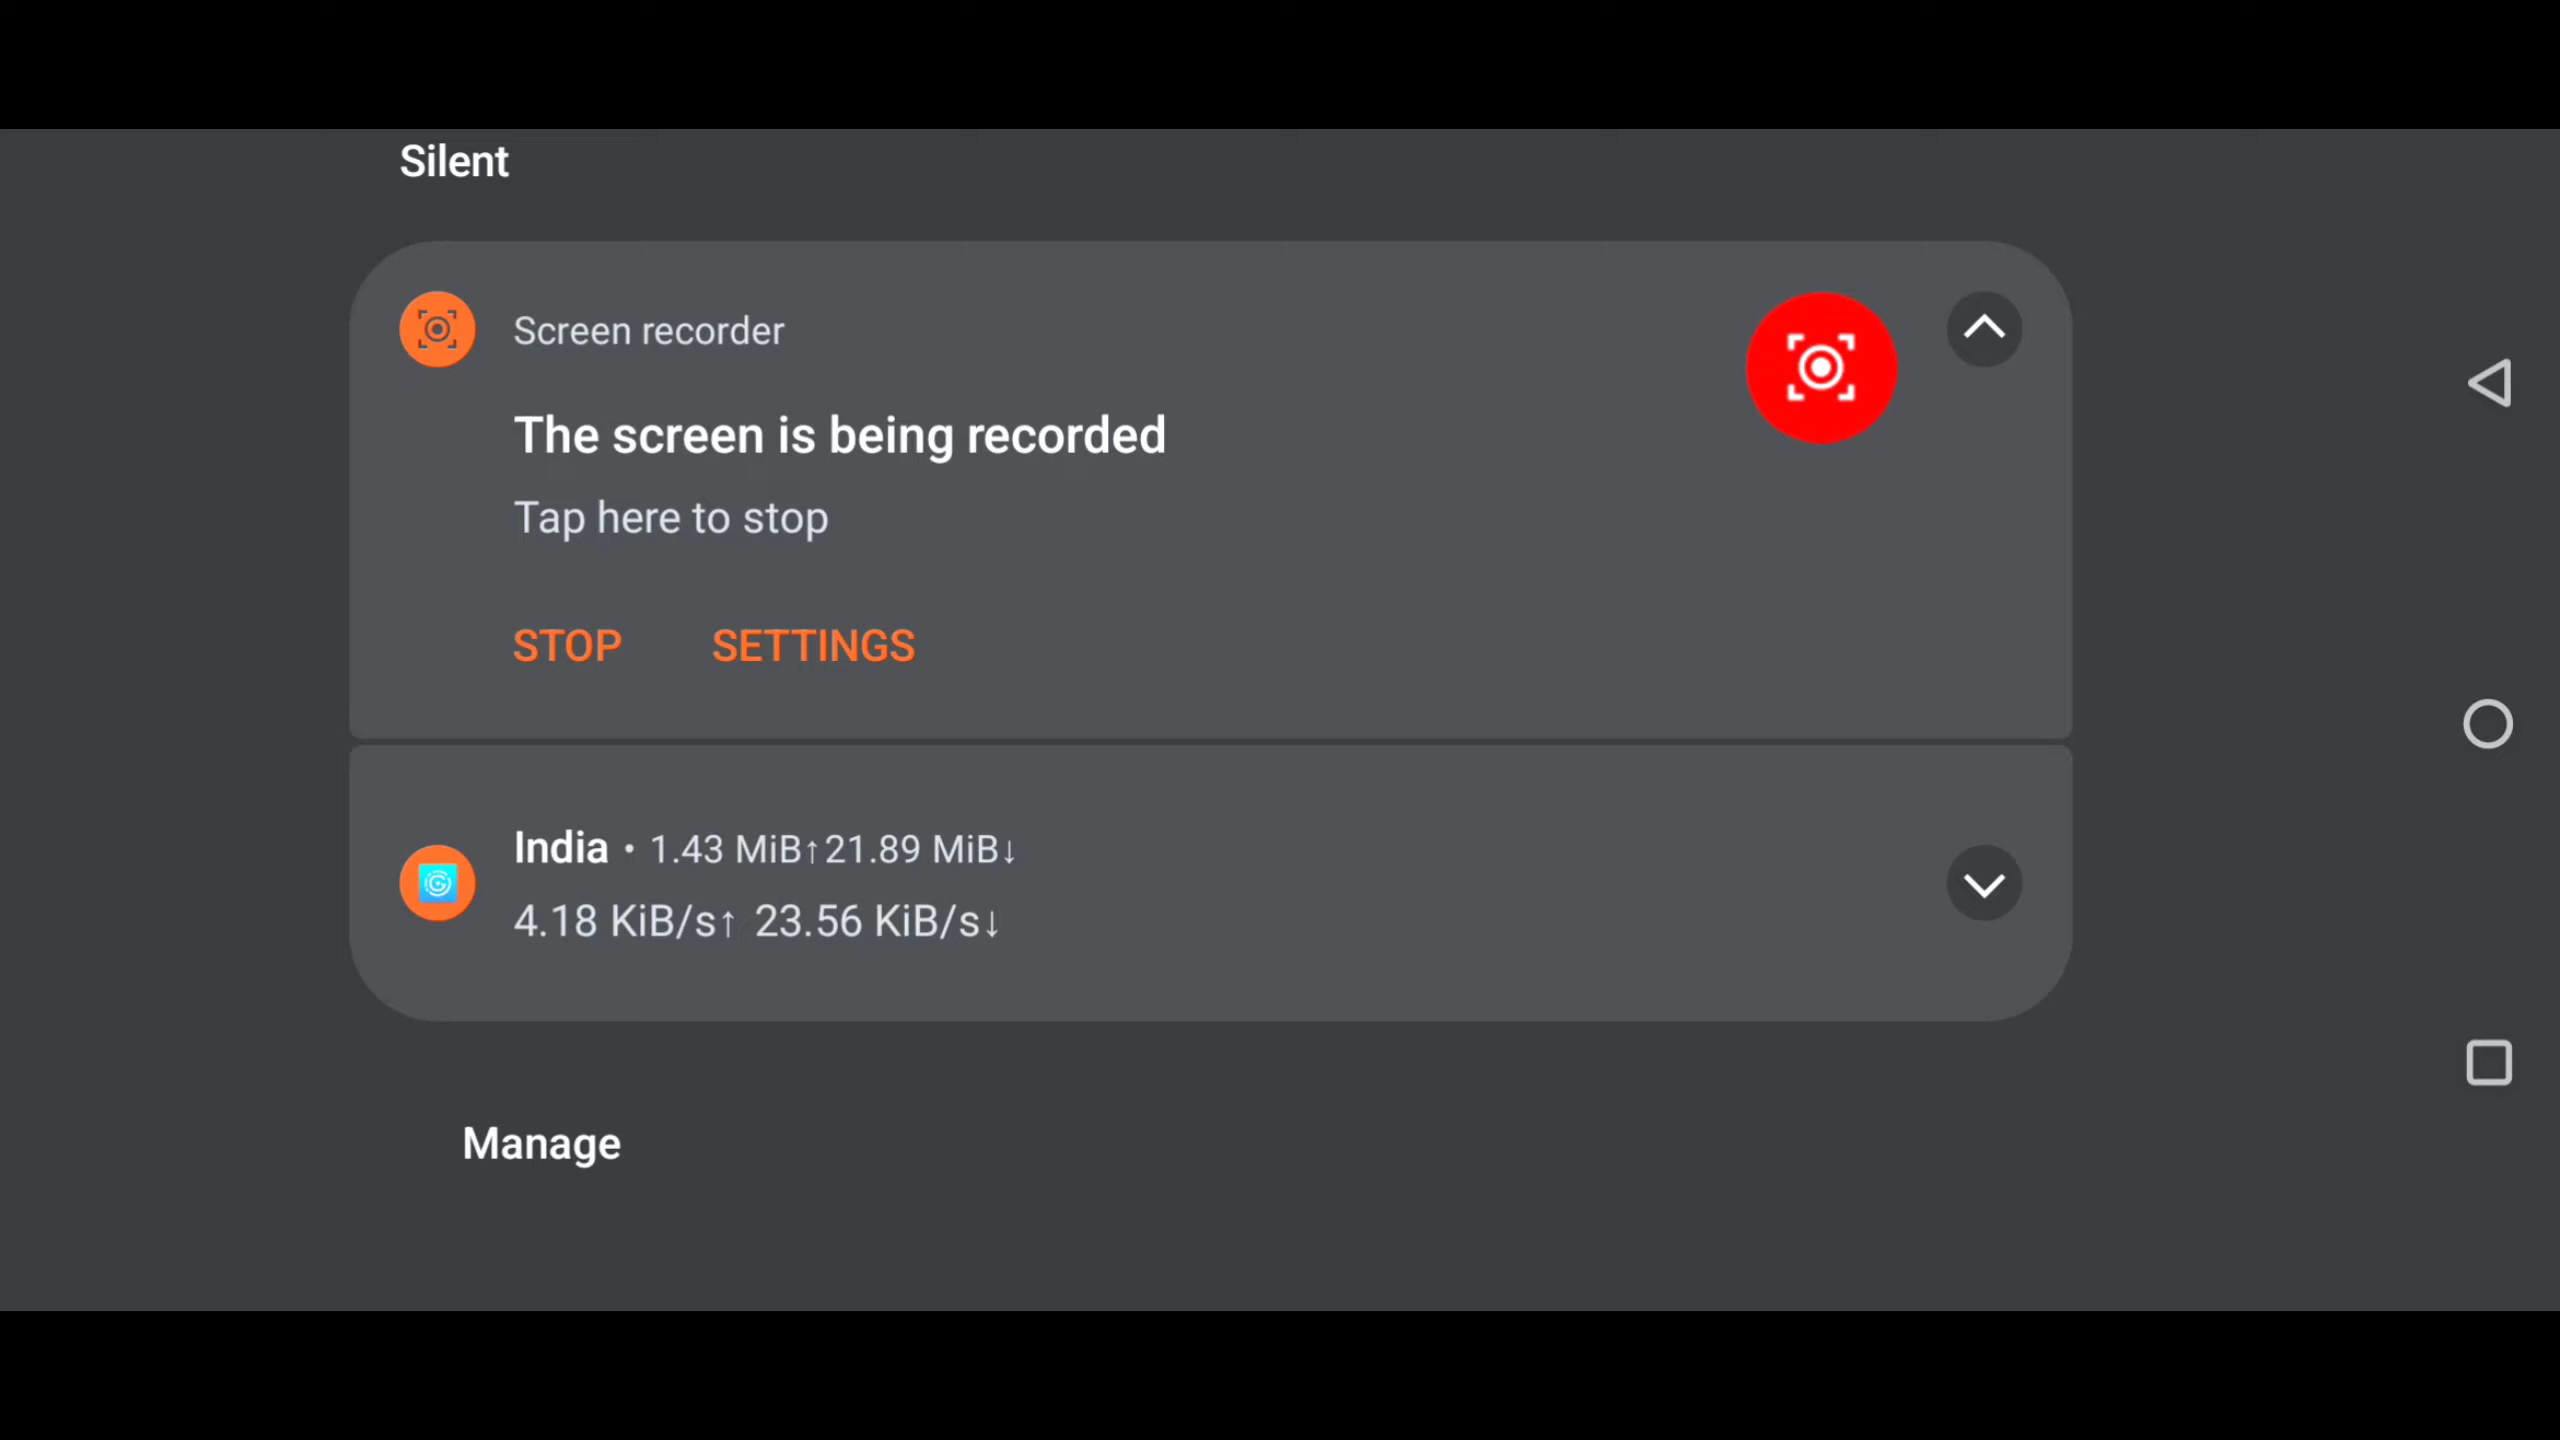 Silent
Screen recorder
The screen is being recorded
Tap here to stop
STOP SETTINGS
India • 1.43 MiB↑21.89 MiB↓
4.18 KiB/s↑ 23.56 KiB/s↓
Manage